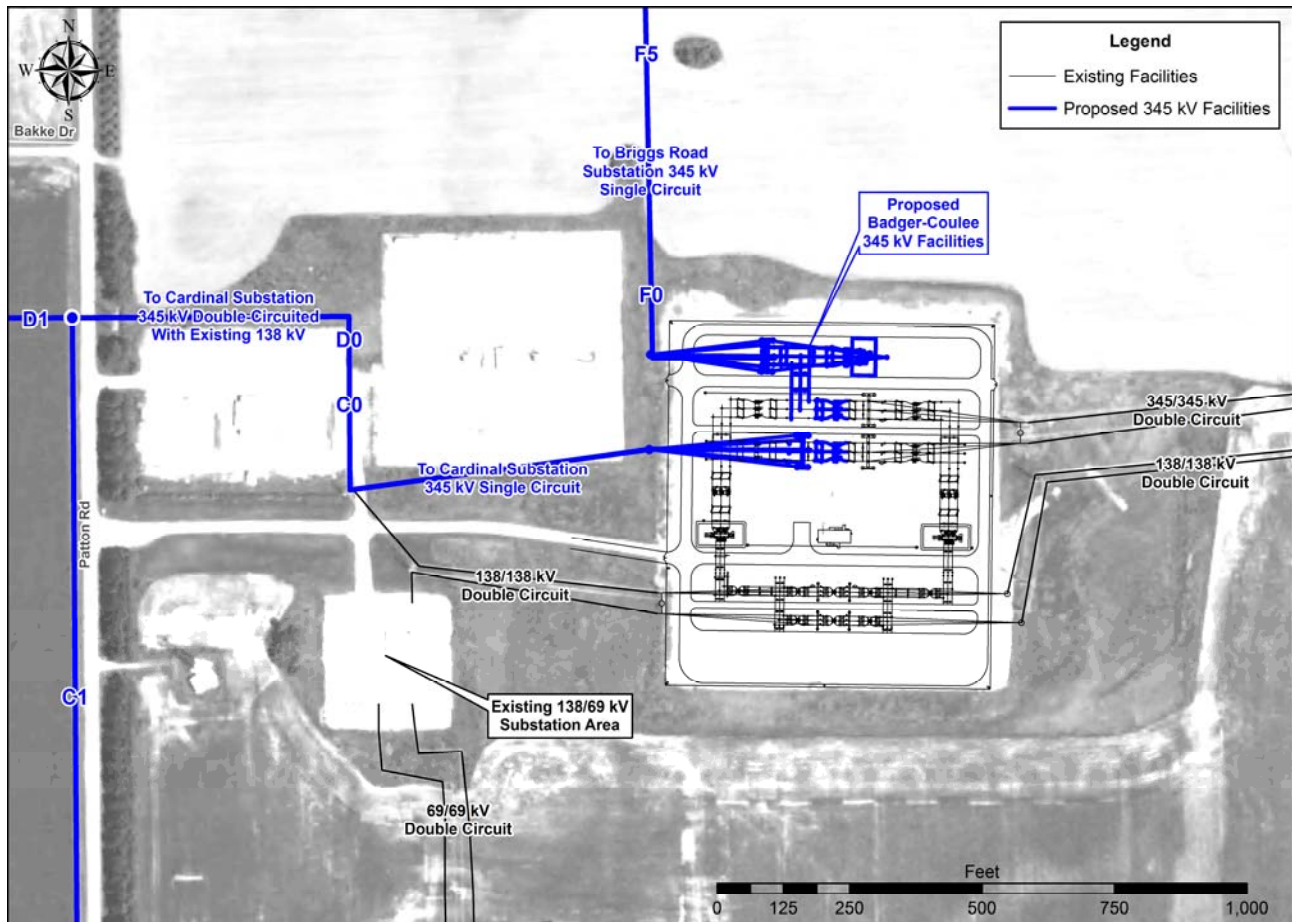 N
W
E
S
Bakke Dr
F5
Legend
Existing Facilities
Proposed 345 kV Facilities
To Briggs Road
Substation 345 kV
Single Circuit
Proposed
Badger-Coulee
345 kV Facilities
F0
To Cardinal Substation
345 kV Double-Circuited
With Existing 138 kV
D1
D0
C0
345/345 kV
Double Circuit
To Cardinal Substation
345 kV Single Circuit
138/138 kV
Double Circuit
Patton Rd
138/138 kV
Double Circuit
C1
Existing 138/69 kV
Substation Area
69/69 kV
Double Circuit
Feet
0
125
250
500
750
1,000